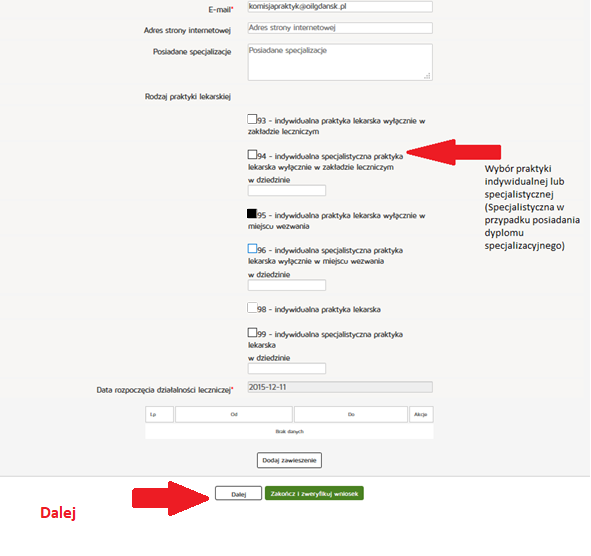 E-mail*
komisjapraktyk@oilgdansk.pl
Adres strony internetowej
Adres strony internetowej
Posiadane specjalizacje
Posiadane specjalizacje
Rodzaj praktyki lekarskiej
93 - indywidualna praktyka lekarska wyłącznie w
zakładzie leczniczym
94 - indywidualna specjalistyczna praktyka
lekarska wyłącznie w zakładzie leczniczym
w dziedzinie
Wybór praktyki
indywidualnej lub
specjalistycznej
(Specjalistyczna w
przypadku posiadania
dyplomu
specjalizacyjnego)
95 - indywidualna praktyka lekarska wyłącznie w
miejscu wezwania
96 - indywidualna specjalistyczna praktyka
lekarska wyłącznie w miejscu wezwania
w dziedzinie
98 - indywidualna praktyka lekarska
99 - indywidualna specjalistyczna praktyka
lekarska
w dziedzinie
Data rozpoczęcia działalności leczniczej*
2015-12-11
Lp Od Do Akcje
Brak danych
Dodaj zawieszenie
Dalej
Zakończ i zweryfikuj wniosek
Dalej